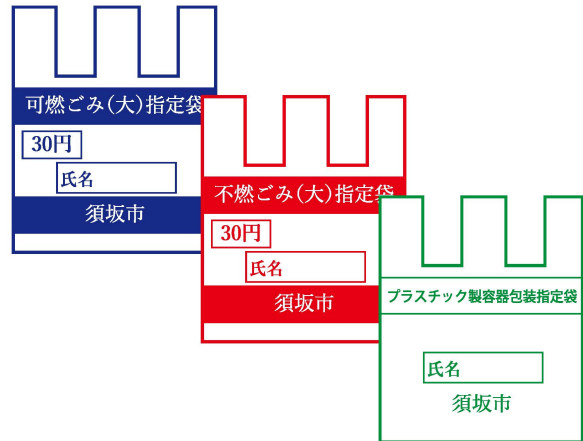 可燃ごみ(大)指定袋
30円
氏名
須坂市
不燃ごみ(大)指定袋
30円
氏名
須坂市
プラスチック製容器包装指定袋
氏名
須坂市